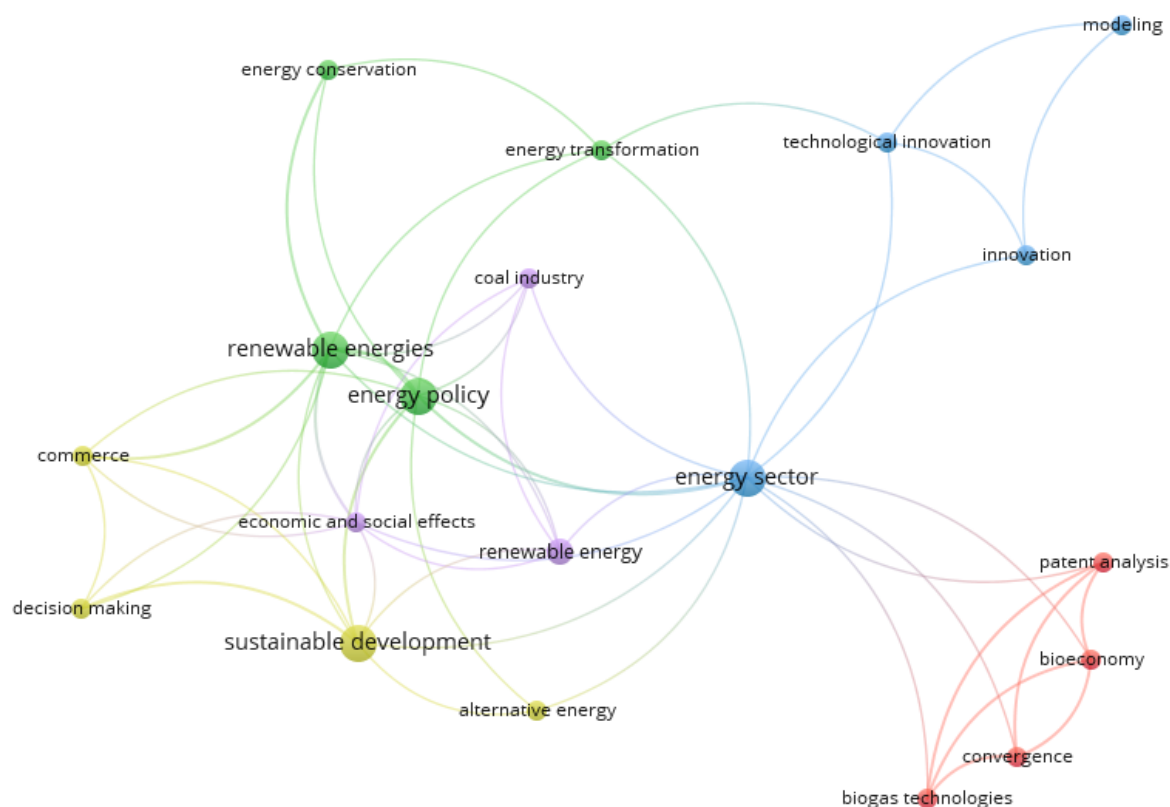 modeling
energy conservation
technological innovation
energy transformation
innovation
coal industry
renewable energies
energy policy
commerce
energy sector
economic and social effects
renewable energy
patent analysis
decision making
sustainable development
bioeconomy
alternative energy
convergence
biogas technologies